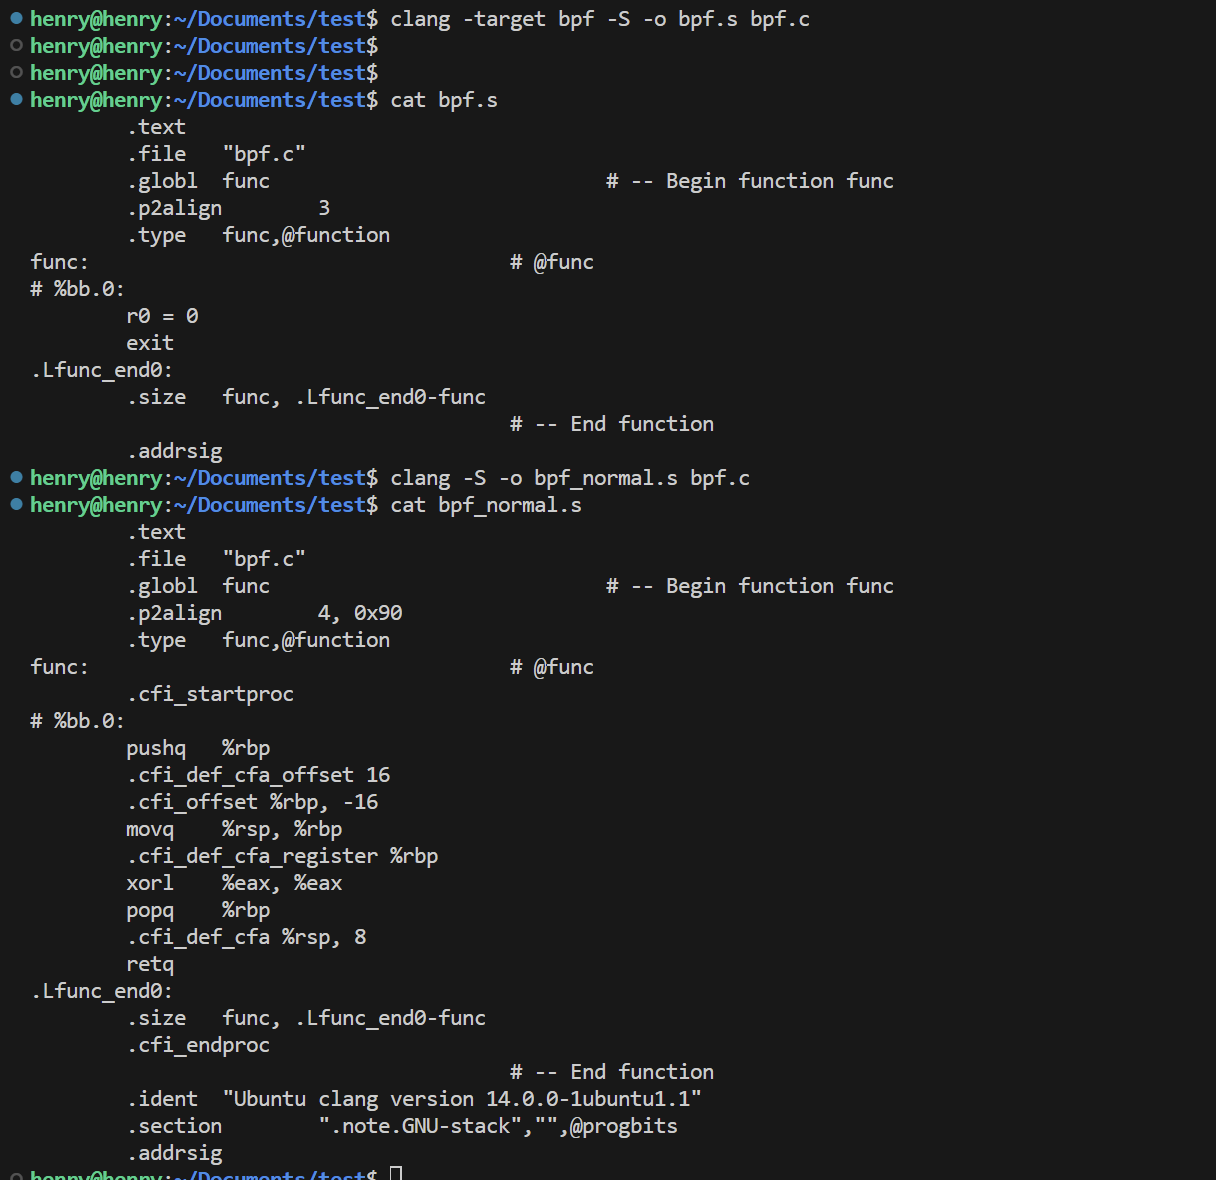 henry@henry:~/Documents/test$ clang -target bpf -S -o bpf.s bpf.c
henry@henry:~/Documents/test$
henry@henry:~/Documents/test$
henry@henry:~/Documents/test$ cat bpf.s
        .text
        .file   "bpf.c"
        .globl  func                            # -- Begin function func
        .p2align        3
        .type   func,@function
func:                                   # @func
# %bb.0:
        r0 = 0
        exit
.Lfunc_end0:
        .size   func, .Lfunc_end0-func
                                        # -- End function
        .addrsig
henry@henry:~/Documents/test$ clang -S -o bpf_normal.s bpf.c
henry@henry:~/Documents/test$ cat bpf_normal.s
        .text
        .file   "bpf.c"
        .globl  func                            # -- Begin function func
        .p2align        4, 0x90
        .type   func,@function
func:                                   # @func
        .cfi_startproc
# %bb.0:
        pushq   %rbp
        .cfi_def_cfa_offset 16
        .cfi_offset %rbp, -16
        movq    %rsp, %rbp
        .cfi_def_cfa_register %rbp
        xorl    %eax, %eax
        popq    %rbp
        .cfi_def_cfa %rsp, 8
        retq
.Lfunc_end0:
        .size   func, .Lfunc_end0-func
        .cfi_endproc
                                        # -- End function
        .ident  "Ubuntu clang version 14.0.0-1ubuntu1.1"
        .section        ".note.GNU-stack","",@progbits
        .addrsig
henry@henry:~/Documents/test$